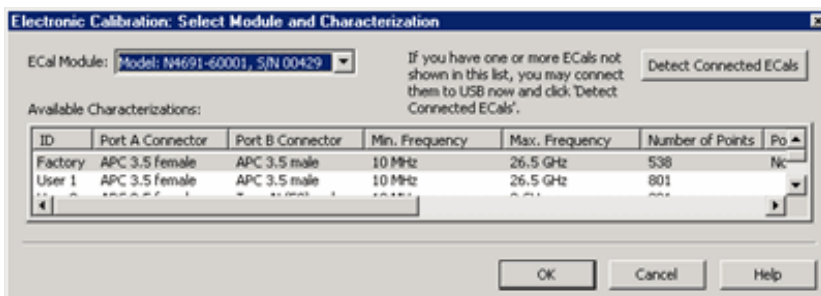 Electronic Calibration: Select Module and Characterization
ECal Module: Model: N4691-60001, S/N 00429
If you have one or more ECals not
shown in this list, you may connect
them to USB now and click 'Detect
Connected ECals'.
Detect Connected ECals
Available Characterizations:
ID Port A Connector Port B Connector Min. Frequency Max. Frequency Number of Points Po
Factory APC 3.5 female APC 3.5 male 10 MHz 26.5 GHz 538 Nc
User 1 APC 3.5 female APC 3.5 male 10 MHz 26.5 GHz 801
OK Cancel Help